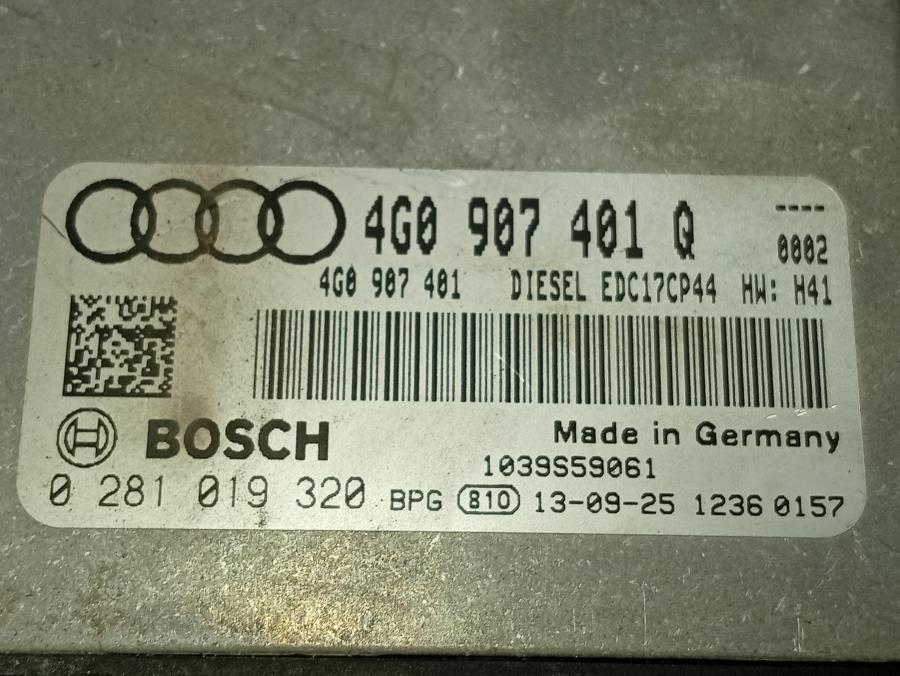 4G0 907 401 Q ----
0002
4G0 907 401 DIESEL EDC17CP44 HW: H41
BOSCH Made in Germany
1039S59061
0 281 019 320 BPG 810 13-09-25 1236 0157